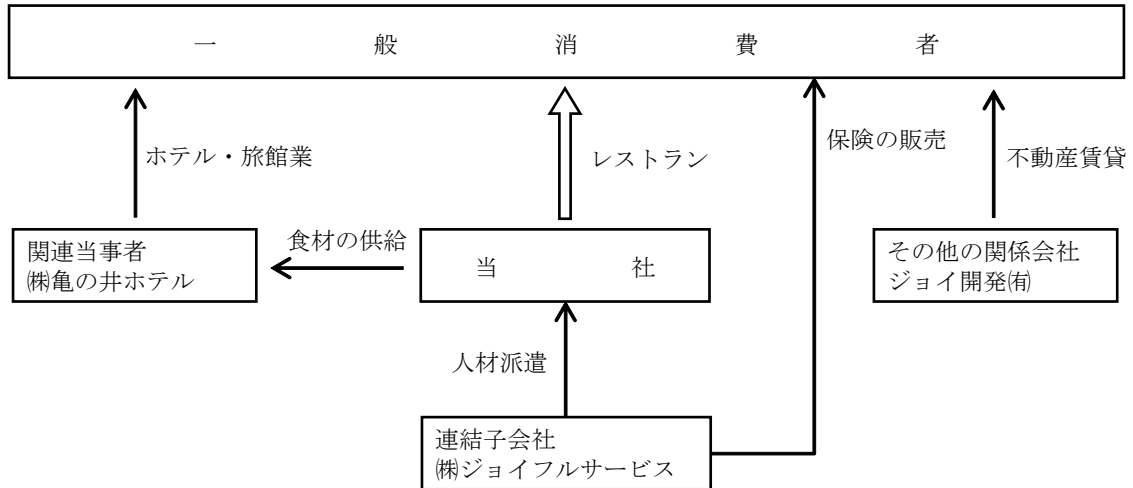 一般消費者
ホテル・旅館業
レストラン
保険の販売
不動産賃貸
関連当事者
㈱亀の井ホテル
食材の供給
当社
その他の関係会社
ジョイ開発㈲
人材派遣
連結子会社
㈱ジョイフルサービス